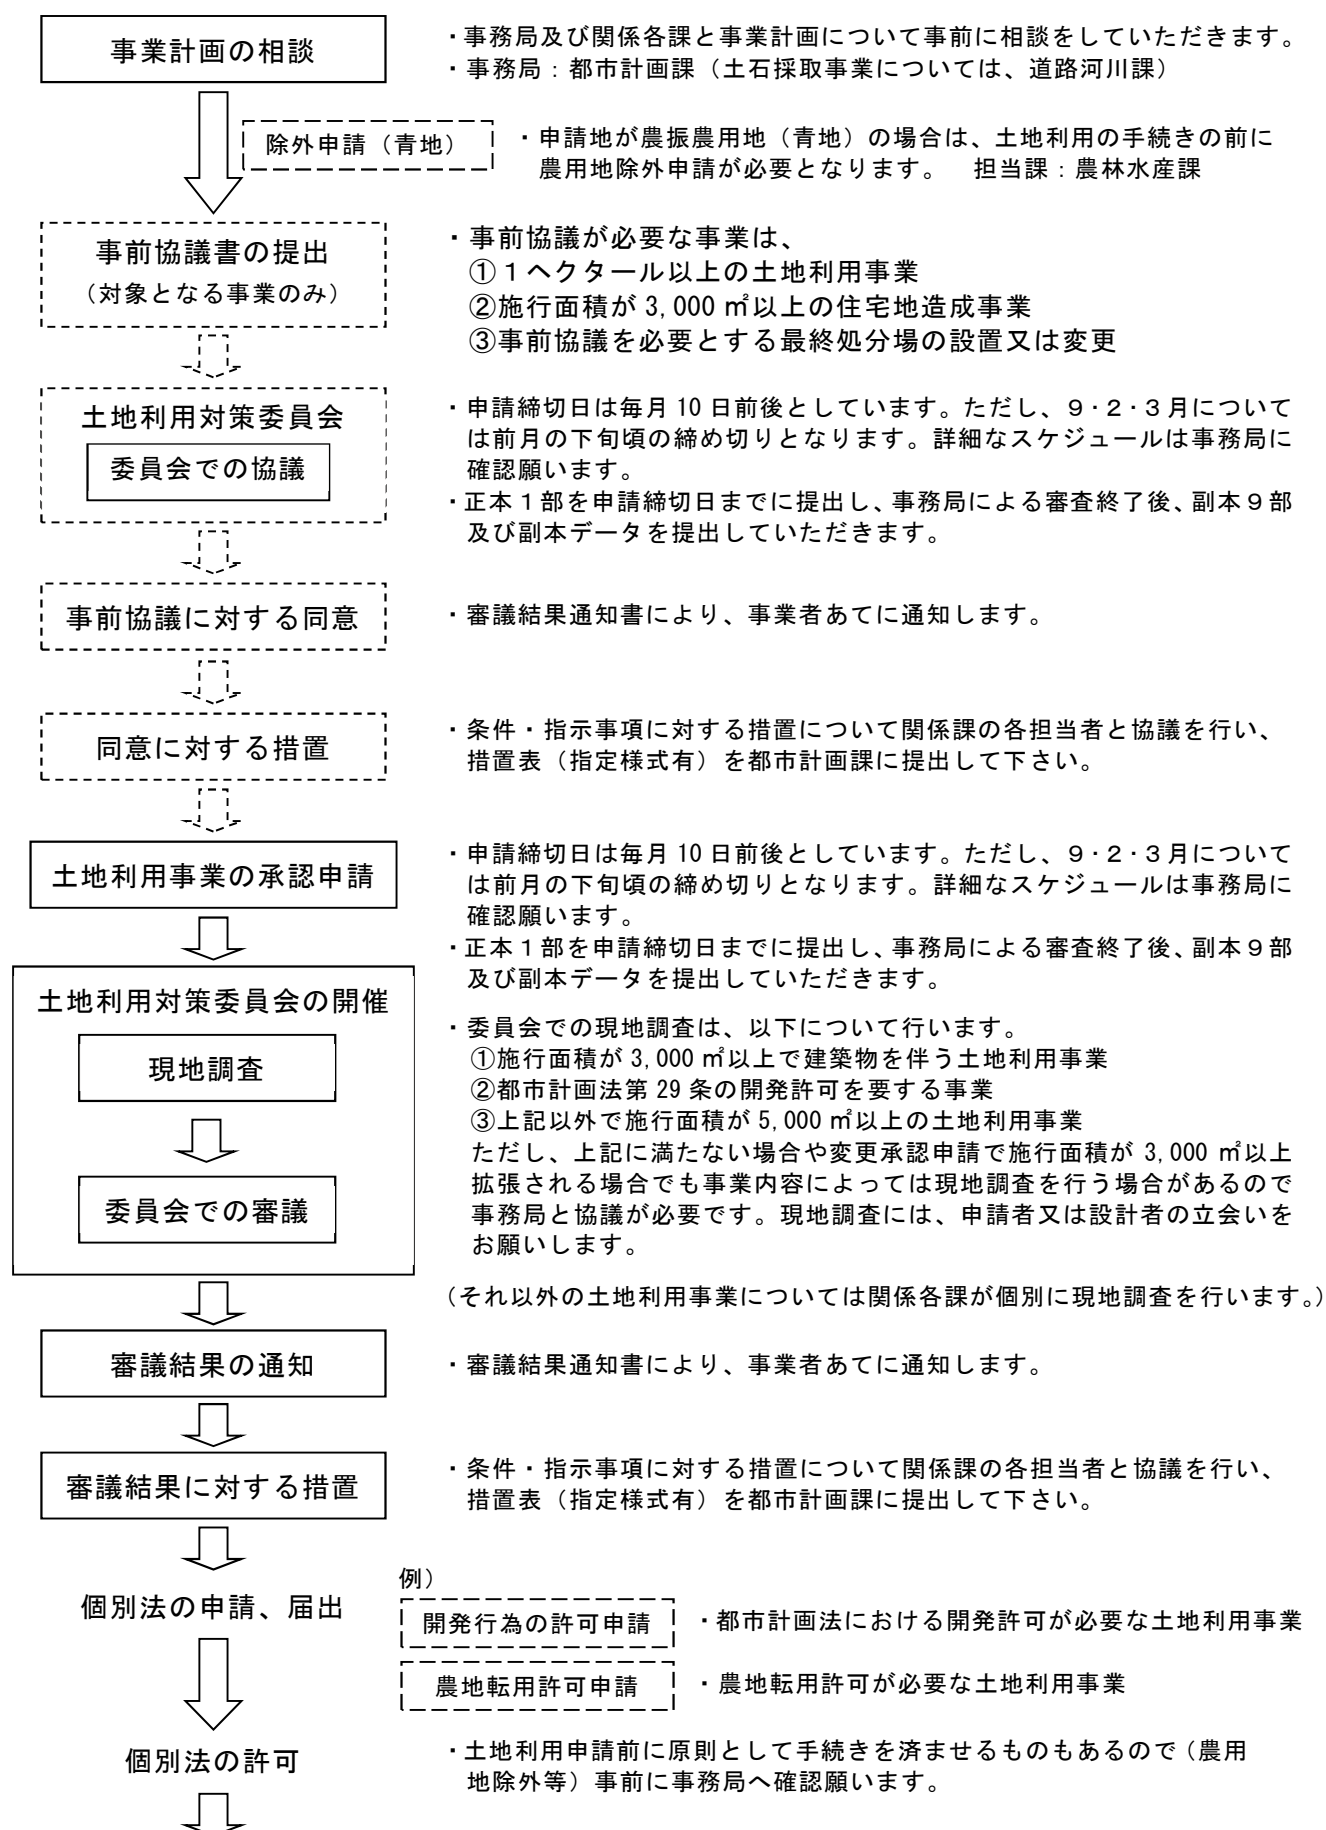 事業計画の相談
・事務局及び関係各課と事業計画について事前に相談をしていただきます。
・事務局：都市計画課（土石採取事業については、道路河川課）
除外申請（青地）
・申請地が農振農用地（青地）の場合は、土地利用の手続きの前に
農用地除外申請が必要となります。　担当課：農林水産課
事前協議書の提出
（対象となる事業のみ）
・事前協議が必要な事業は、
①１ヘクタール以上の土地利用事業
②施行面積が 3,000 ㎡以上の住宅地造成事業
③事前協議を必要とする最終処分場の設置又は変更
土地利用対策委員会
委員会での協議
・申請締切日は毎月 10 日前後としています。ただし、９・２・３月について
は前月の下旬頃の締め切りとなります。詳細なスケジュールは事務局に
確認願います。
・正本１部を申請締切日までに提出し、事務局による審査終了後、副本９部
及び副本データを提出していただきます。
事前協議に対する同意
・審議結果通知書により、事業者あてに通知します。
同意に対する措置
・条件・指示事項に対する措置について関係課の各担当者と協議を行い、
措置表（指定様式有）を都市計画課に提出して下さい。
土地利用事業の承認申請
・申請締切日は毎月 10 日前後としています。ただし、９・２・３月について
は前月の下旬頃の締め切りとなります。詳細なスケジュールは事務局に
確認願います。
・正本１部を申請締切日までに提出し、事務局による審査終了後、副本９部
及び副本データを提出していただきます。
土地利用対策委員会の開催
現地調査
委員会での審議
・委員会での現地調査は、以下について行います。
①施行面積が 3,000 ㎡以上で建築物を伴う土地利用事業
②都市計画法第 29 条の開発許可を要する事業
③上記以外で施行面積が 5,000 ㎡以上の土地利用事業
ただし、上記に満たない場合や変更承認申請で施行面積が 3,000 ㎡以上
拡張される場合でも事業内容によっては現地調査を行う場合があるので
事務局と協議が必要です。現地調査には、申請者又は設計者の立会いを
お願いします。
（それ以外の土地利用事業については関係各課が個別に現地調査を行います。）
審議結果の通知
・審議結果通知書により、事業者あてに通知します。
審議結果に対する措置
・条件・指示事項に対する措置について関係課の各担当者と協議を行い、
措置表（指定様式有）を都市計画課に提出して下さい。
個別法の申請、届出
例）
開発行為の許可申請
・都市計画法における開発許可が必要な土地利用事業
農地転用許可申請
・農地転用許可が必要な土地利用事業
個別法の許可
・土地利用申請前に原則として手続きを済ませるものもあるので（農用
地除外等）事前に事務局へ確認願います。